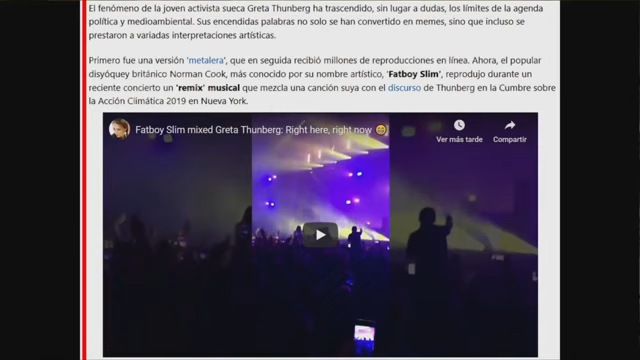 El fenómeno de la joven activista sueca Greta Thunberg ha trascendido, sin lugar a dudas, los límites de la agenda
política y medioambiental. Sus encendidas palabras no solo se han convertido en memes, sino que incluso se
prestaron a variadas interpretaciones artísticas.
Primero fue una versión 'metalera', que en seguida recibió millones de reproducciones en línea. Ahora, el popular
disyóquey británico Norman Cook, más conocido por su nombre artístico, 'Fatboy Slim', reprodujo durante un
reciente concierto un 'remix' musical que mezcla una canción suya con el discurso de Thunberg en la Cumbre sobre
la Acción Climática 2019 en Nueva York.
Fatboy Slim mixed Greta Thunberg: Right here, right now 😄
Ver más tarde
Compartir